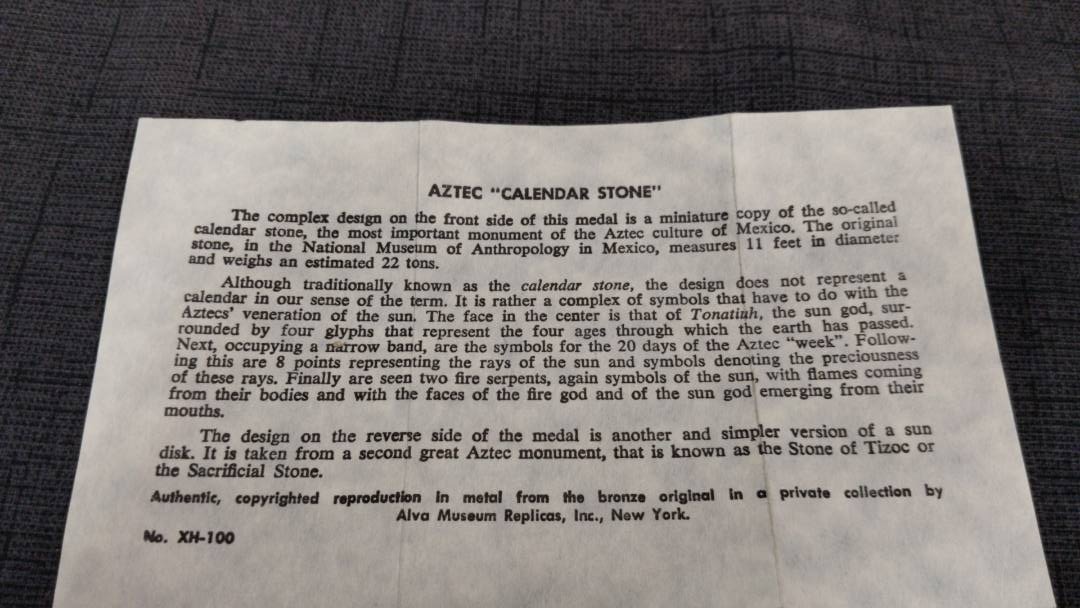 AZTEC "CALENDAR STONE"
The complex design on the front side of this medal is a miniature copy of the so-called
calendar stone, the most important monument of the Aztec culture of Mexico. The original
stone, in the National Museum of Anthropology in Mexico, measures 11 feet in diameter
and weighs an estimated 22 tons.
Although traditionally known as the calendar stone, the design does not represent a
calendar in our sense of the term. It is rather a complex of symbols that have to do with the
Aztecs' veneration of the sun. The face in the center is that of Tonatiuh, the sun god, sur-
rounded by four glyphs that represent the four ages through which the earth has passed.
Next, occupying a narrow band, are the symbols for the 20 days of the Aztec "week". Follow-
ing this are 8 points representing the rays of the sun and symbols denoting the preciousness
of these rays. Finally are seen two fire serpents, again symbols of the sun, with flames coming
from their bodies and with the faces of the fire god and of the sun god emerging from their
mouths.
The design on the reverse side of the medal is another and simpler version of a sun
disk. It is taken from a second great Aztec monument, that is known as the Stone of Tizoc or
the Sacrificial Stone.
Authentic, copyrighted reproduction in metal from the bronze original in a private collection by
Alva Museum Replicas, Inc., New York.
No. XH-100